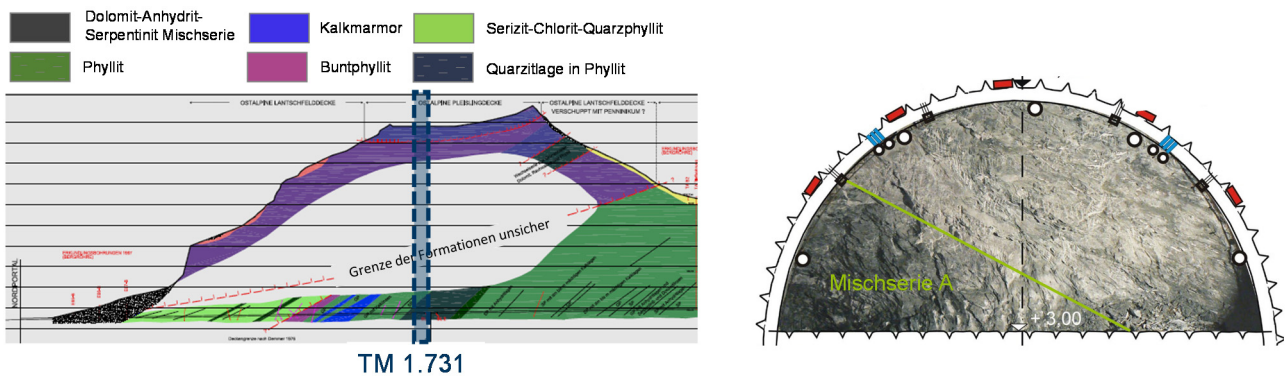 Dolomit-Anhydrit-
Serpentinit Mischserie
Kalkmarmor
Serizit-Chlorit-Quarzphyllit
Phyllit
Buntphyllit
Quarzitlage in Phyllit
OSTALPINE LANTSCHFELDDECKE
OSTALPINE PLEISLINGDECKE
OSTALPINE LANTSCHFELDDECKE
VERSCHUPPT MIT PENNINIKUM ?
Grenze der Formationen unsicher
NORDPORTAL
TM 1.731
Mischserie A
+ 3,00